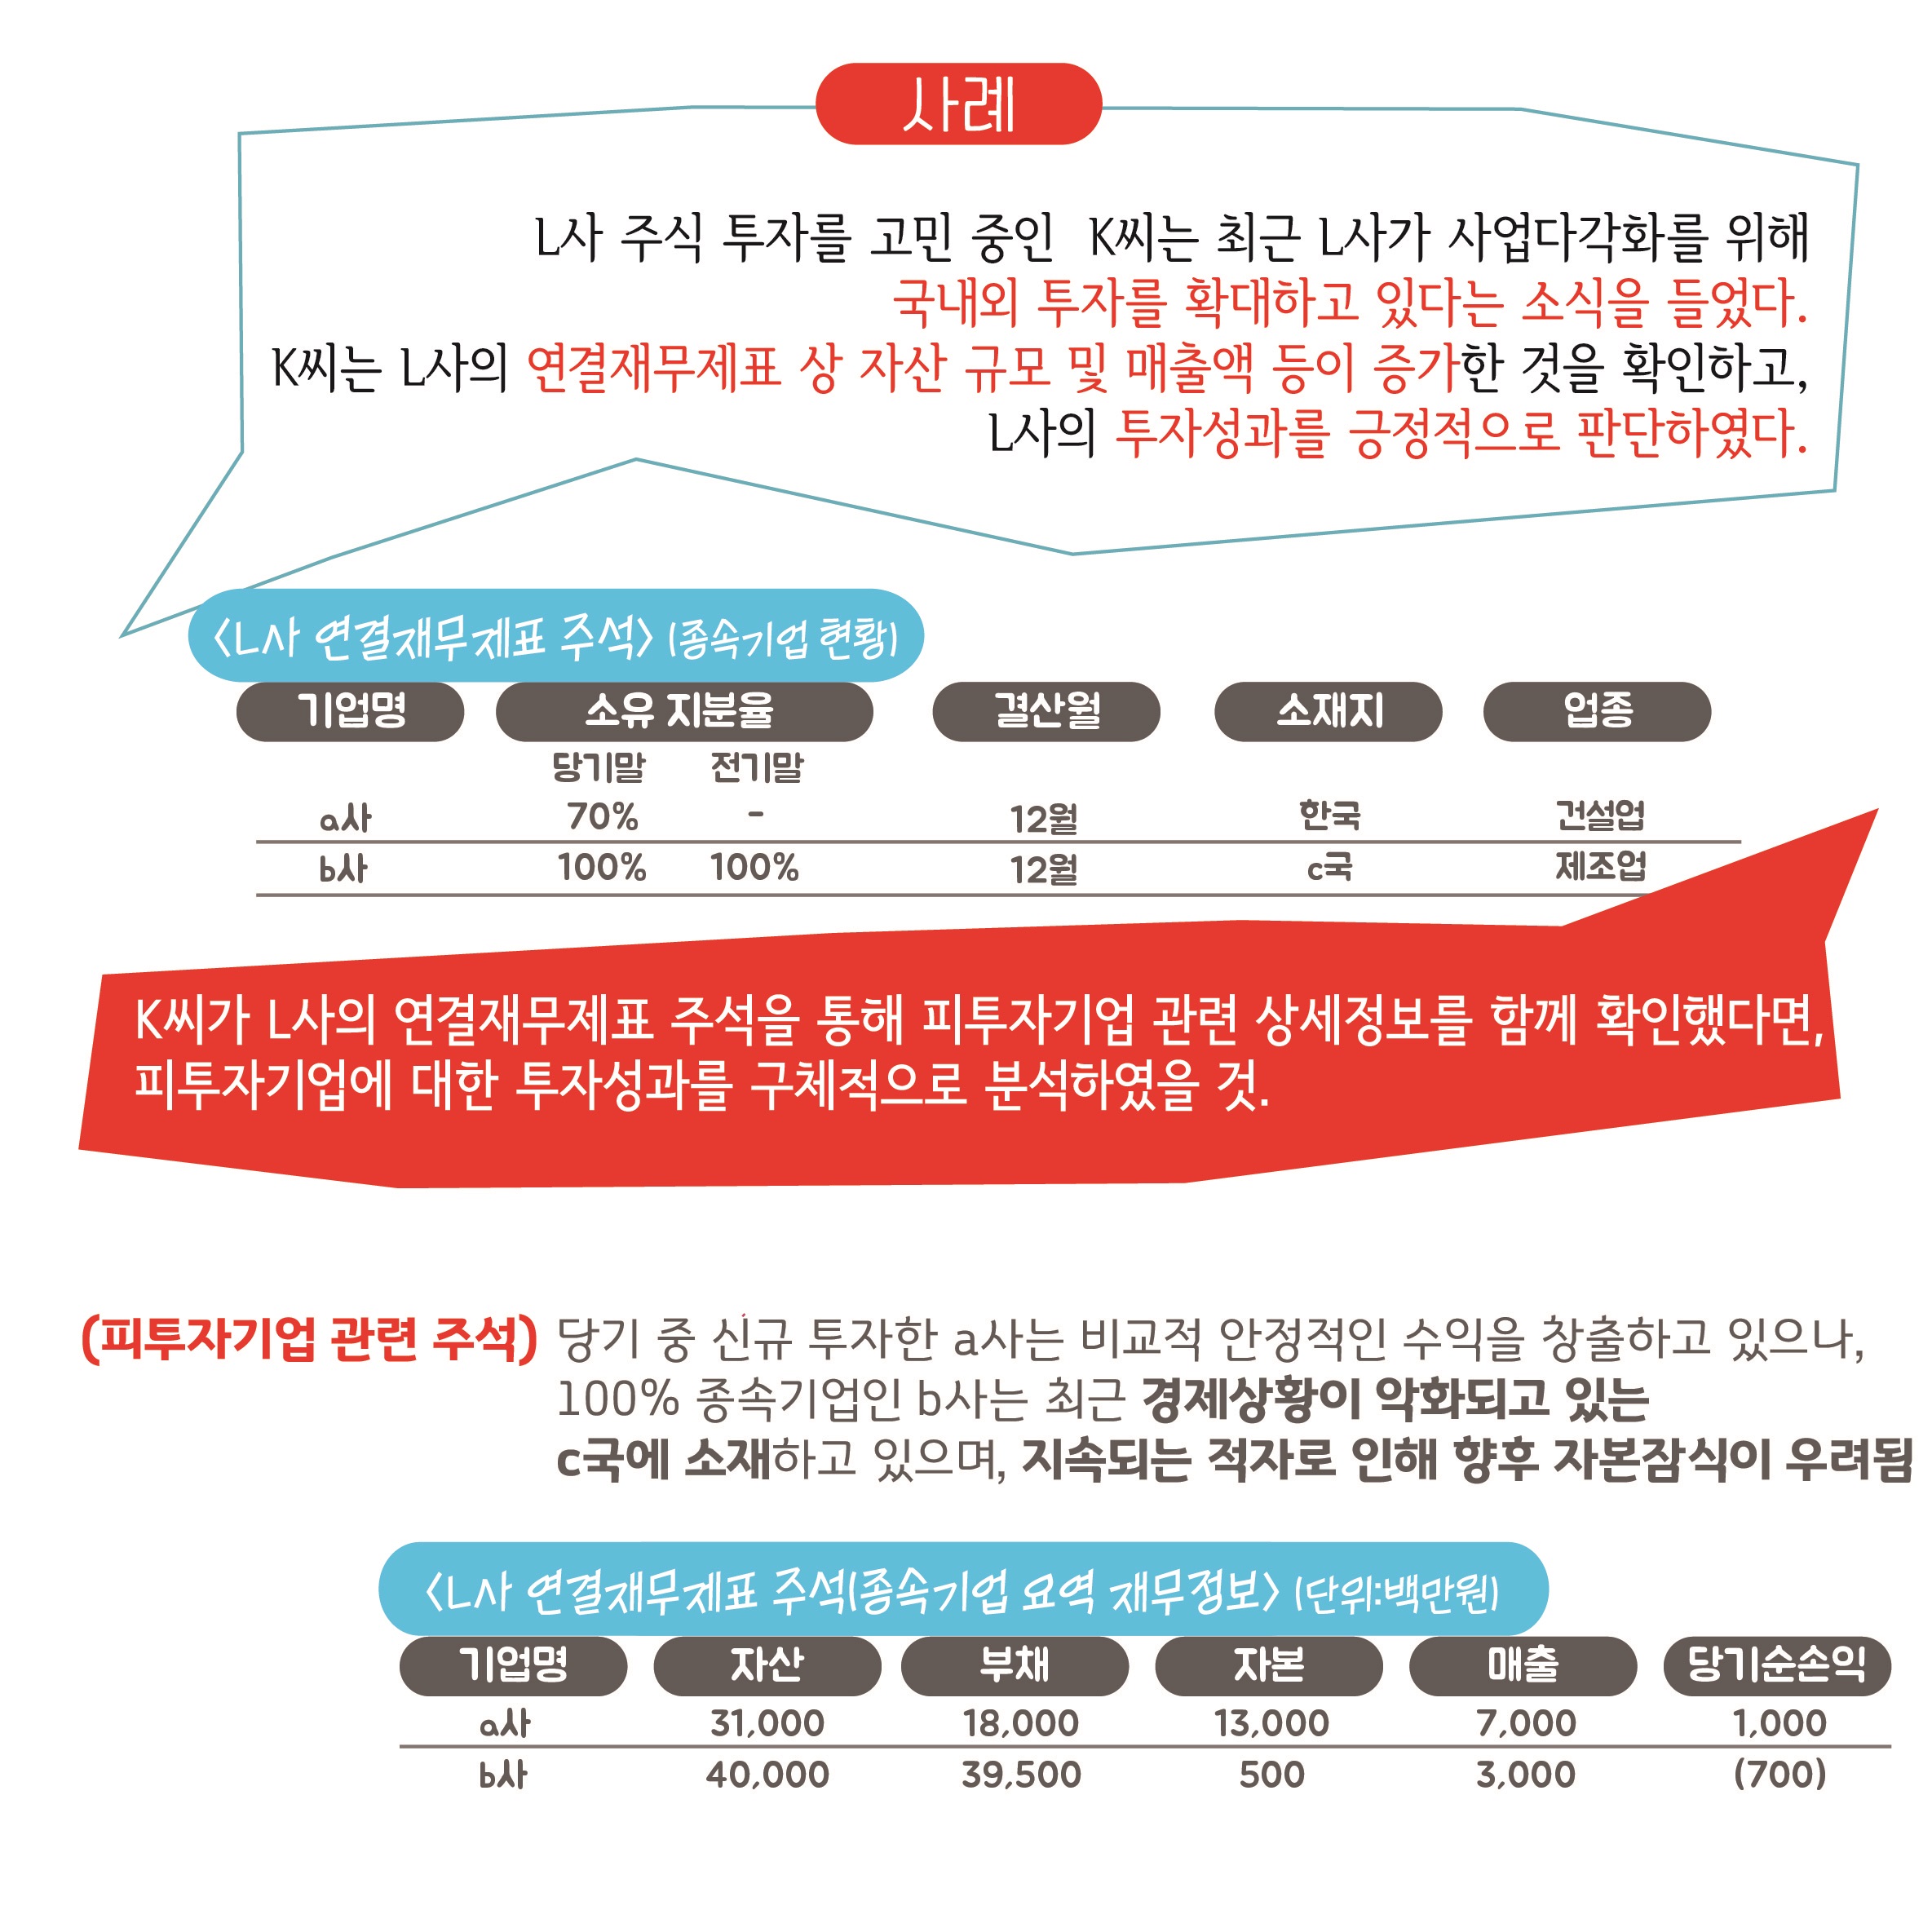 사례
L사 주식 투자를 고민 중인 K씨는 최근 L사가 사업다각화를 위해
국내외 투자를 확대하고 있다는 소식을 들었다.
K씨는 L사의 연결재무제표 상 자산 규모 및 매출액 등이 증가한 것을 확인하고,
L사의 투자성과를 긍정적으로 판단하였다.
<L사 연결재무제표 주석> (종속기업 현황)
기업명 소유 지분율 결산월 소재지 업종
당기말 전기말
a사 70% - 12월 한국 건설업
b사 100% 100% 12월 c국 제조업
K씨가 L사의 연결재무제표 주석을 통해 피투자기업 관련 상세정보를 함께 확인했다면,
피투자기업에 대한 투자성과를 구체적으로 분석하였을 것.
(피투자기업 관련 주석) 당기 중 신규 투자한 a사는 비교적 안정적인 수익을 창출하고 있으나,
100% 종속기업인 b사는 최근 경제상황이 악화되고 있는
c국에 소재하고 있으며, 지속되는 적자로 인해 향후 자본잠식이 우려됨
<L사 연결재무제표 주석(종속기업 요역 재무정보> (단위:백만원)
기업명 자산 부채 자본 매출 당기순손익
a사 31,000 18,000 13,000 7,000 1,000
b사 40,000 39,500 500 3,000 (700)